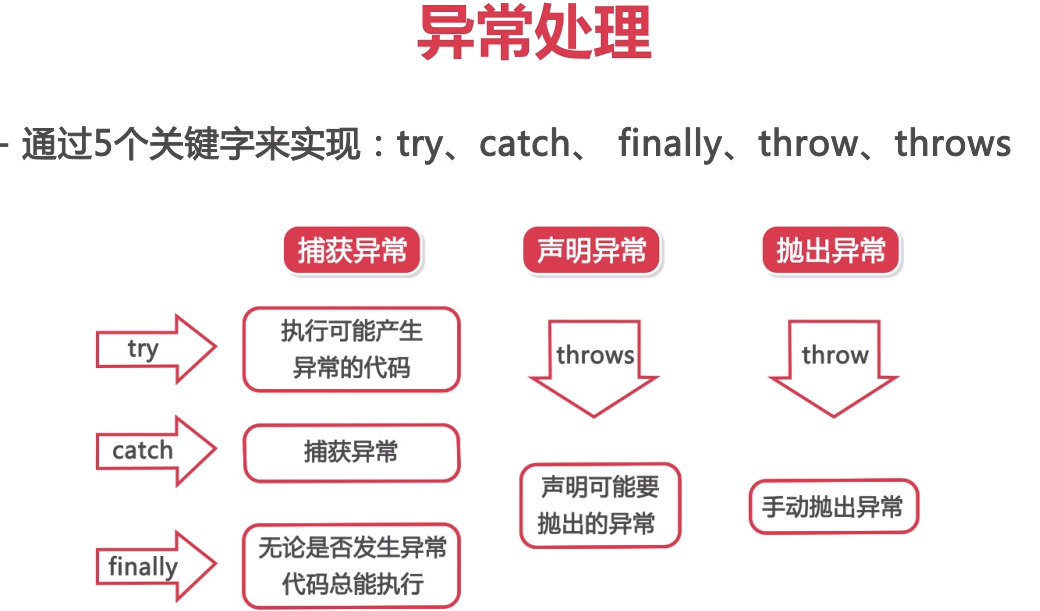 异常处理
- 通过5个关键字来实现：try、catch、 finally、throw、throws
捕获异常
声明异常
抛出异常
try
执行可能产生
异常的代码
catch
捕获异常
finally
无论是否发生异常
代码总能执行
throws
声明可能要
抛出的异常
throw
手动抛出异常